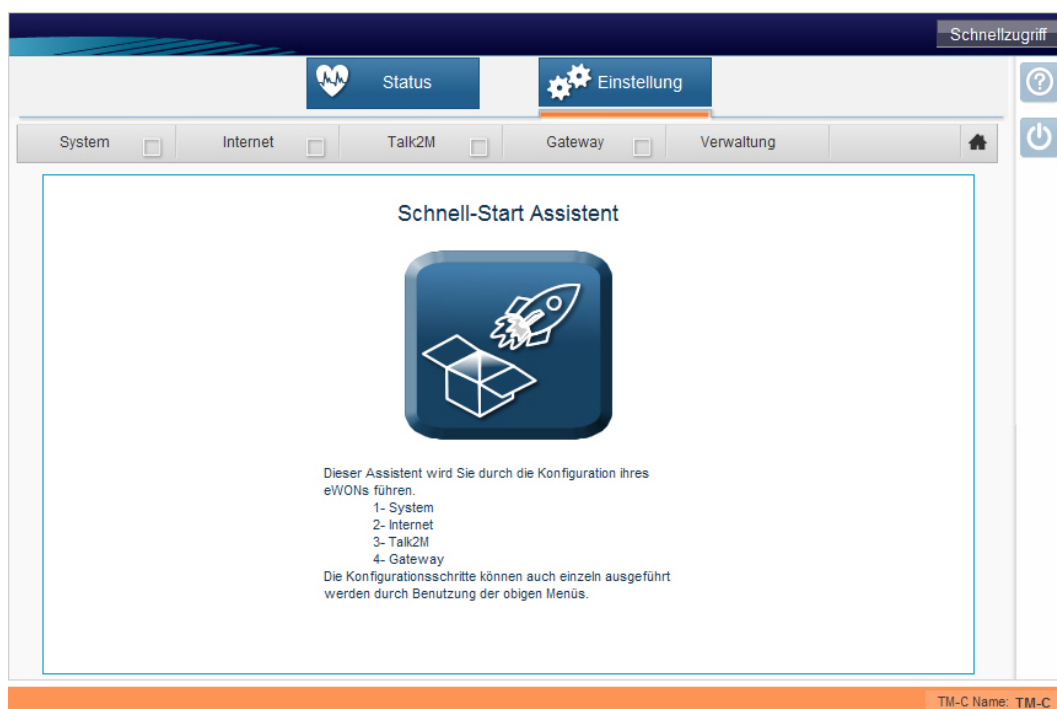 Schnellzugriff
Status
Einstellung
System
Internet
Talk2M
Gateway
Verwaltung
Schnell-Start Assistent
Dieser Assistent wird Sie durch die Konfiguration ihres
eWONs führen.
1- System
2- Internet
3- Talk2M
4- Gateway
Die Konfigurationsschritte können auch einzeln ausgeführt
werden durch Benutzung der obigen Menüs.
TM-C Name: TM-C